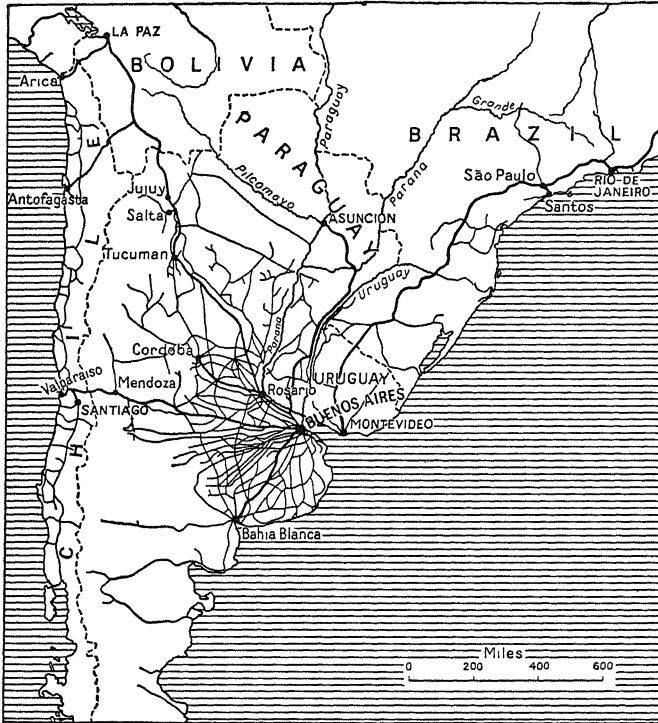 LA PAZ
BOLIVIA
Arica
Paraguay
Grande
PARAGUAY
BRAZIL
Pilcomayo
Parana
São Paulo
RIO-DE-JANEIRO
Jujuy
Antofagasta
Santos
Salta
ASUNCION
Tucuman
Uruguay
Parana
Cordoba
Valparaiso
Mendoza
Rosario
URUGUAY
SANTIAGO
BUENOS AIRES
MONTEVIDEO
CHILE
Bahia Blanca
N
Miles
0 200 400 600